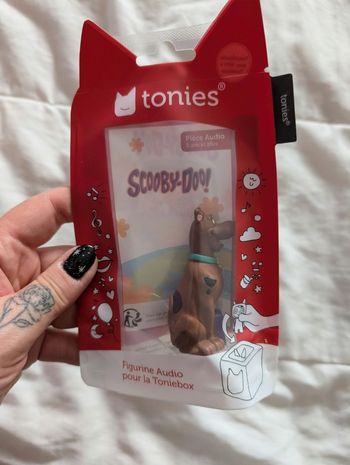 tonies®
tonies®
Pièce Audio
SCOOBY-DOO!
Figurine Audio
pour la Toniebox